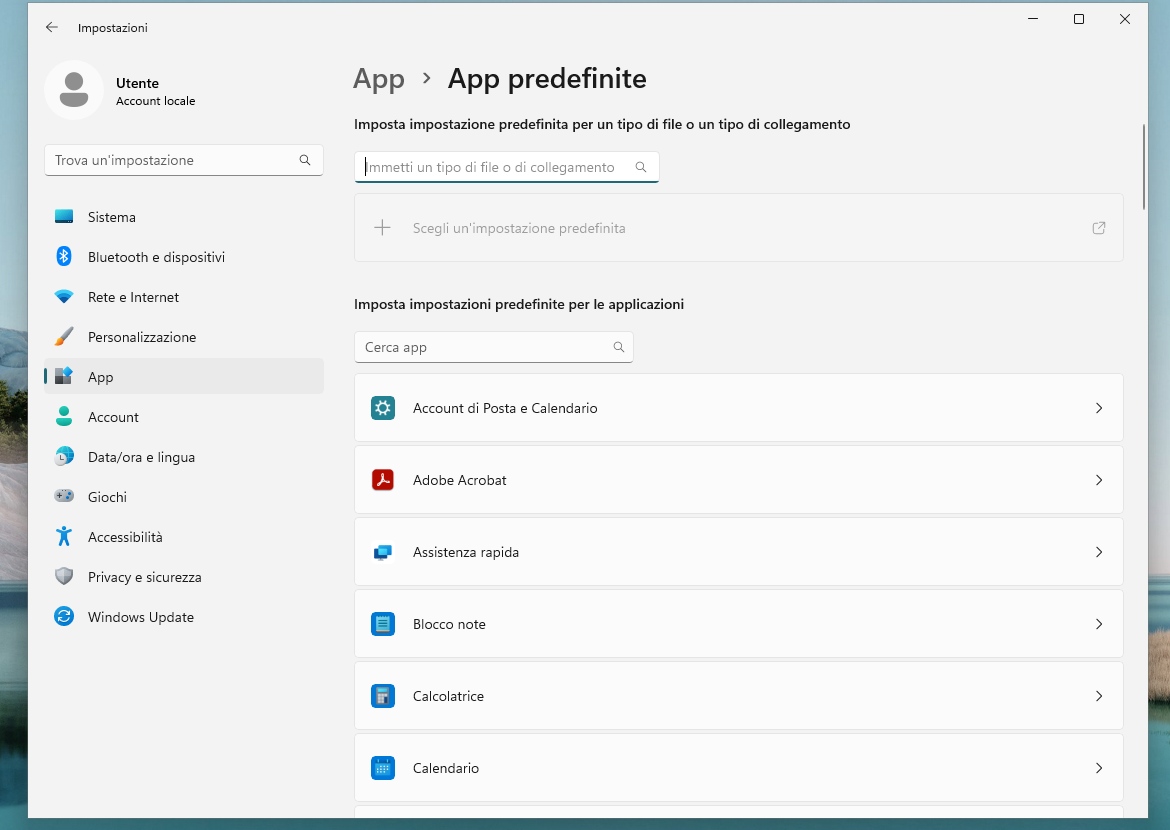 Impostazioni
Utente
Account locale
Trova un'impostazione
Sistema
Bluetooth e dispositivi
Rete e Internet
Personalizzazione
App
Account
Data/ora e lingua
Giochi
Accessibilità
Privacy e sicurezza
Windows Update
App > App predefinite
Imposta impostazione predefinita per un tipo di file o un tipo di collegamento
Immetti un tipo di file o di collegamento
Scegli un'impostazione predefinita
Imposta impostazioni predefinite per le applicazioni
Cerca app
Account di Posta e Calendario
Adobe Acrobat
Assistenza rapida
Blocco note
Calcolatrice
Calendario